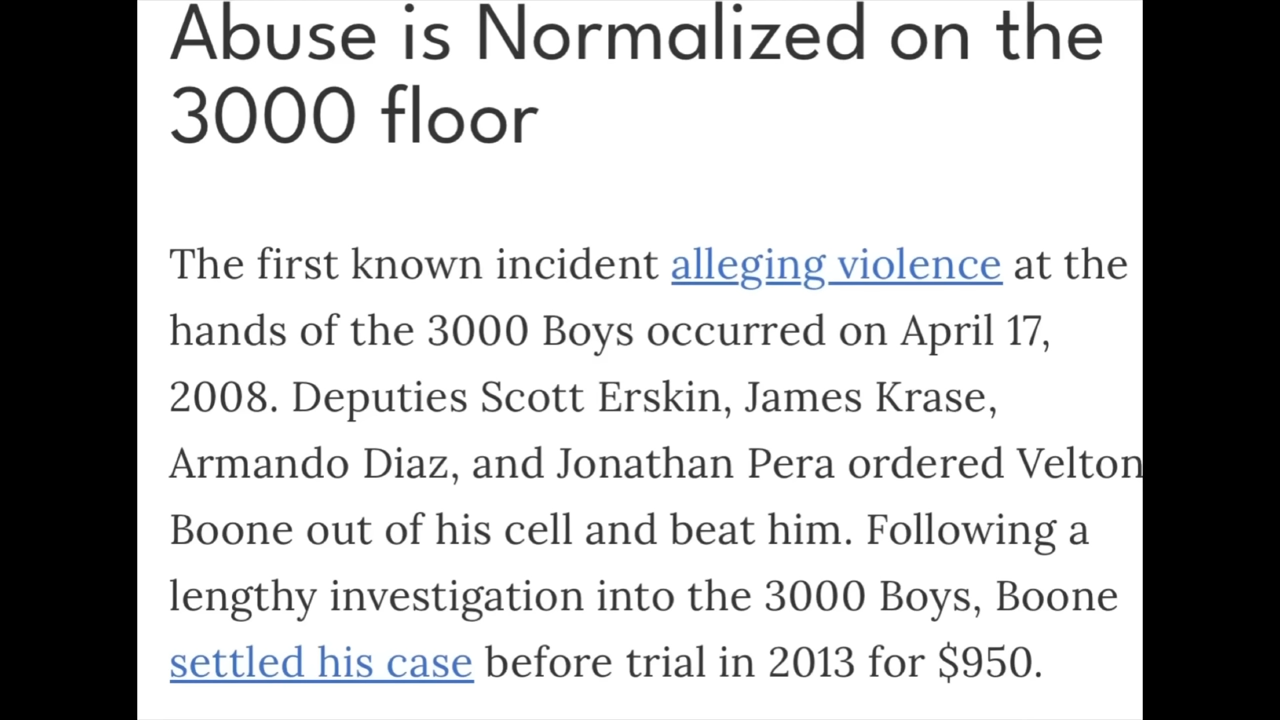 Abuse is Normalized on the
3000 floor
The first known incident alleging violence at the
hands of the 3000 Boys occurred on April 17,
2008. Deputies Scott Erskin, James Krase,
Armando Diaz, and Jonathan Pera ordered Velton
Boone out of his cell and beat him. Following a
lengthy investigation into the 3000 Boys, Boone
settled his case before trial in 2013 for $950.